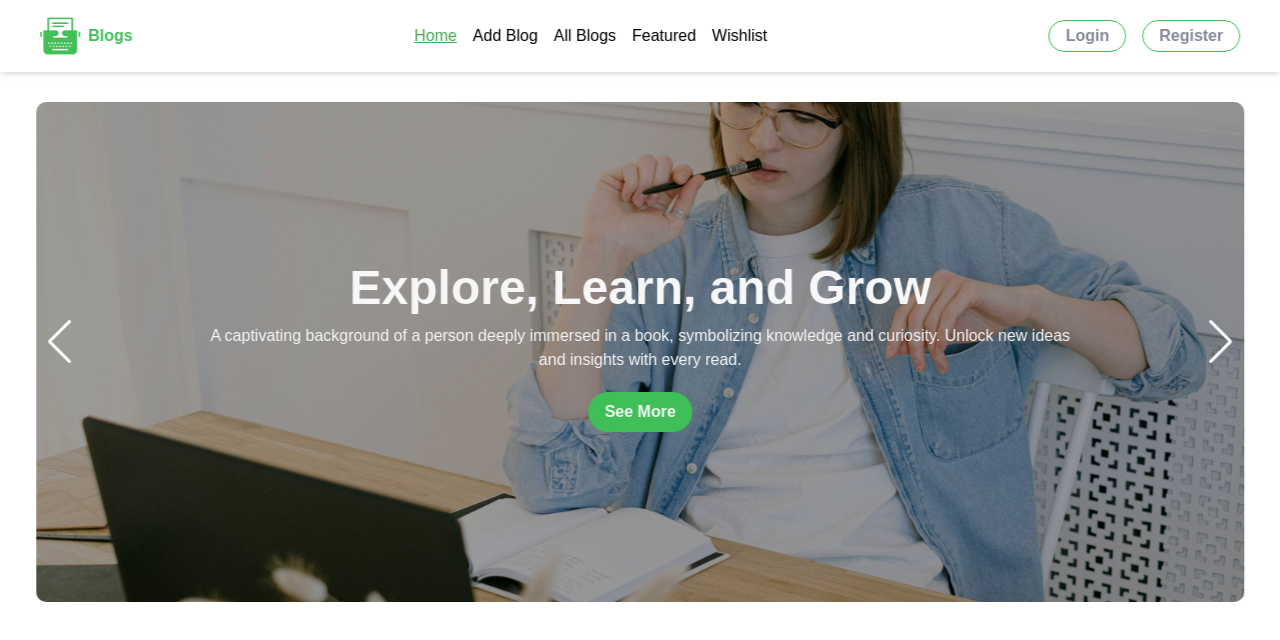 Blogs
Home Add Blog All Blogs Featured Wishlist
Login Register
Explore, Learn, and Grow
A captivating background of a person deeply immersed in a book, symbolizing knowledge and curiosity. Unlock new ideas
and insights with every read.
See More